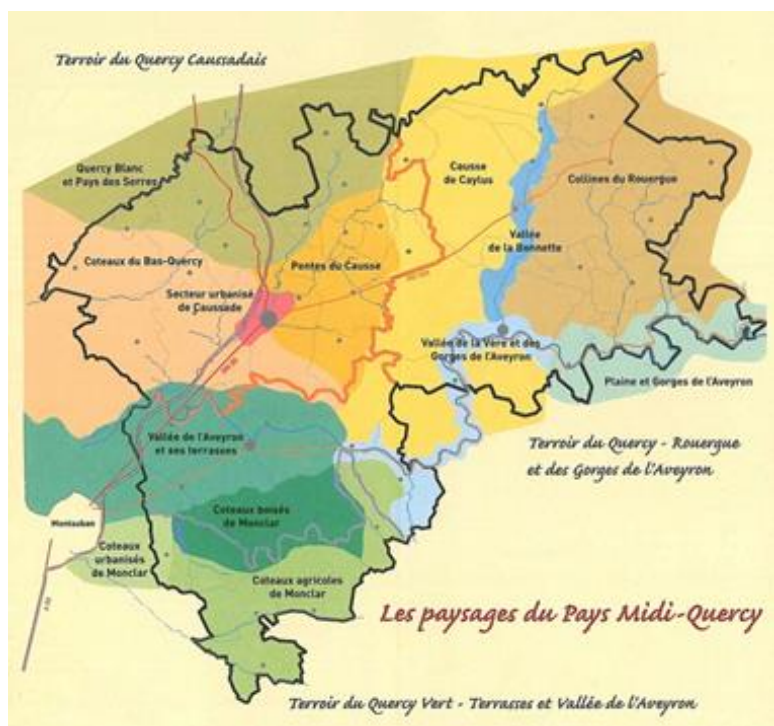 Terroir du Quercy Caussadais
Quercy Blanc
et Pays des Serres
Causse
de Caylus
Collines du Rouergue
Coteaux du Bas-Quercy
Pentes du Causse
Vallée
de la Bonnette
Secteur urbanisé
de Caussade
Vallée de la Vère et des
Gorges de l'Aveyron
Plaine et Gorges de l'Aveyron
Vallée de l'Aveyron
et ses terrasses
Terroir du Quercy - Rouergue
et des Gorges de l'Aveyron
Coteaux boisés
de Monclar
Montauban
Coteaux
urbanisés
de Monclar
Coteaux agricoles
de Monclar
Les paysages du Pays Midi-Quercy
Terroir du Quercy Vert - Terrasses et Vallée de l'Aveyron